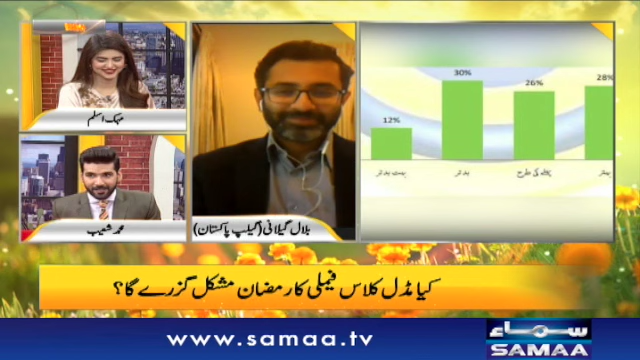 مہک اسلم
محمد شعیب
بلال گیلانی (گیلپ پاکستان)
12%
30%
26%
28%
بہت بدتر
بدتر
پہلے کی طرح
بہتر
کیا مڈل کلاس فیملی کا رمضان مشکل گزرے گا؟
www.samaa.tv
سماء
SAMAA